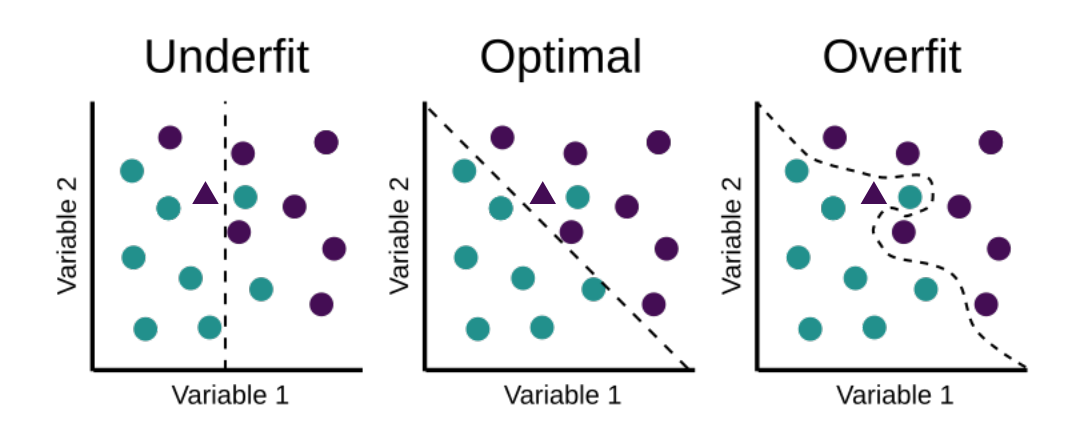 Underfit
Optimal
Overfit
Variable 2
Variable 2
Variable 2
Variable 1
Variable 1
Variable 1